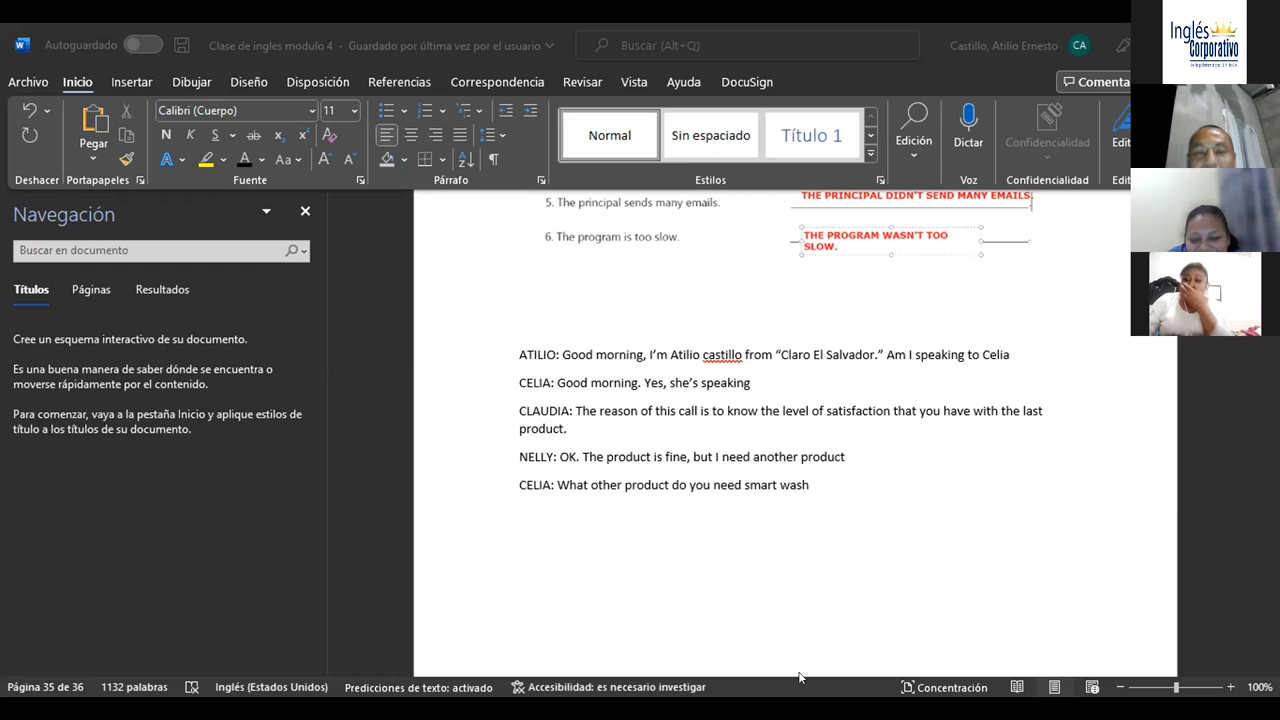 Autoguardado
Clase de ingles modulo 4 - Guardado por última vez por el usuario
Buscar (Alt+Q)
Castillo, Atilio Ernesto
CA
Archivo Inicio Insertar Dibujar Diseño Disposición Referencias Correspondencia Revisar Vista Ayuda DocuSign
Comenta
Calibri (Cuerpo) 11
Pegar
Normal
Sin espaciado
Título 1
Edición
Dictar
Confidencialidad
Edit
Deshacer Portapapeles Fuente Párrafo Estilos Voz Confidencialidad Edit
Inglés
Corporativo
Navegación
Buscar en documento
Títulos Páginas Resultados
Cree un esquema interactivo de su documento.
Es una buena manera de saber dónde se encuentra o
moverse rápidamente por el contenido.
Para comenzar, vaya a la pestaña Inicio y aplique estilos de
título a los títulos de su documento.
5. The principal sends many emails.
THE PRINCIPAL DIDN'T SEND MANY EMAILS.
6. The program is too slow.
THE PROGRAM WASN'T TOO
SLOW.
ATILIO: Good morning, I'm Atilio castillo from “Claro El Salvador.” Am I speaking to Celia
CELIA: Good morning. Yes, she's speaking
CLAUDIA: The reason of this call is to know the level of satisfaction that you have with the last
product.
NELLY: OK. The product is fine, but I need another product
CELIA: What other product do you need smart wash
Página 35 de 36 1132 palabras Inglés (Estados Unidos) Predicciones de texto: activado Accesibilidad: es necesario investigar Concentración 100%